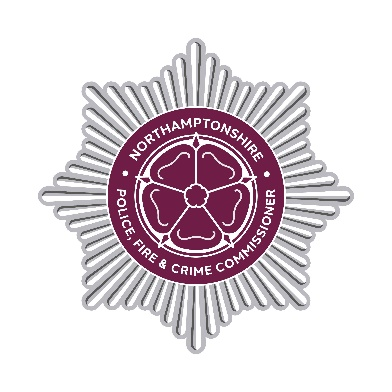 NORTHAMPTONSHIRE
POLICE, FIRE & CRIME COMMISSIONER